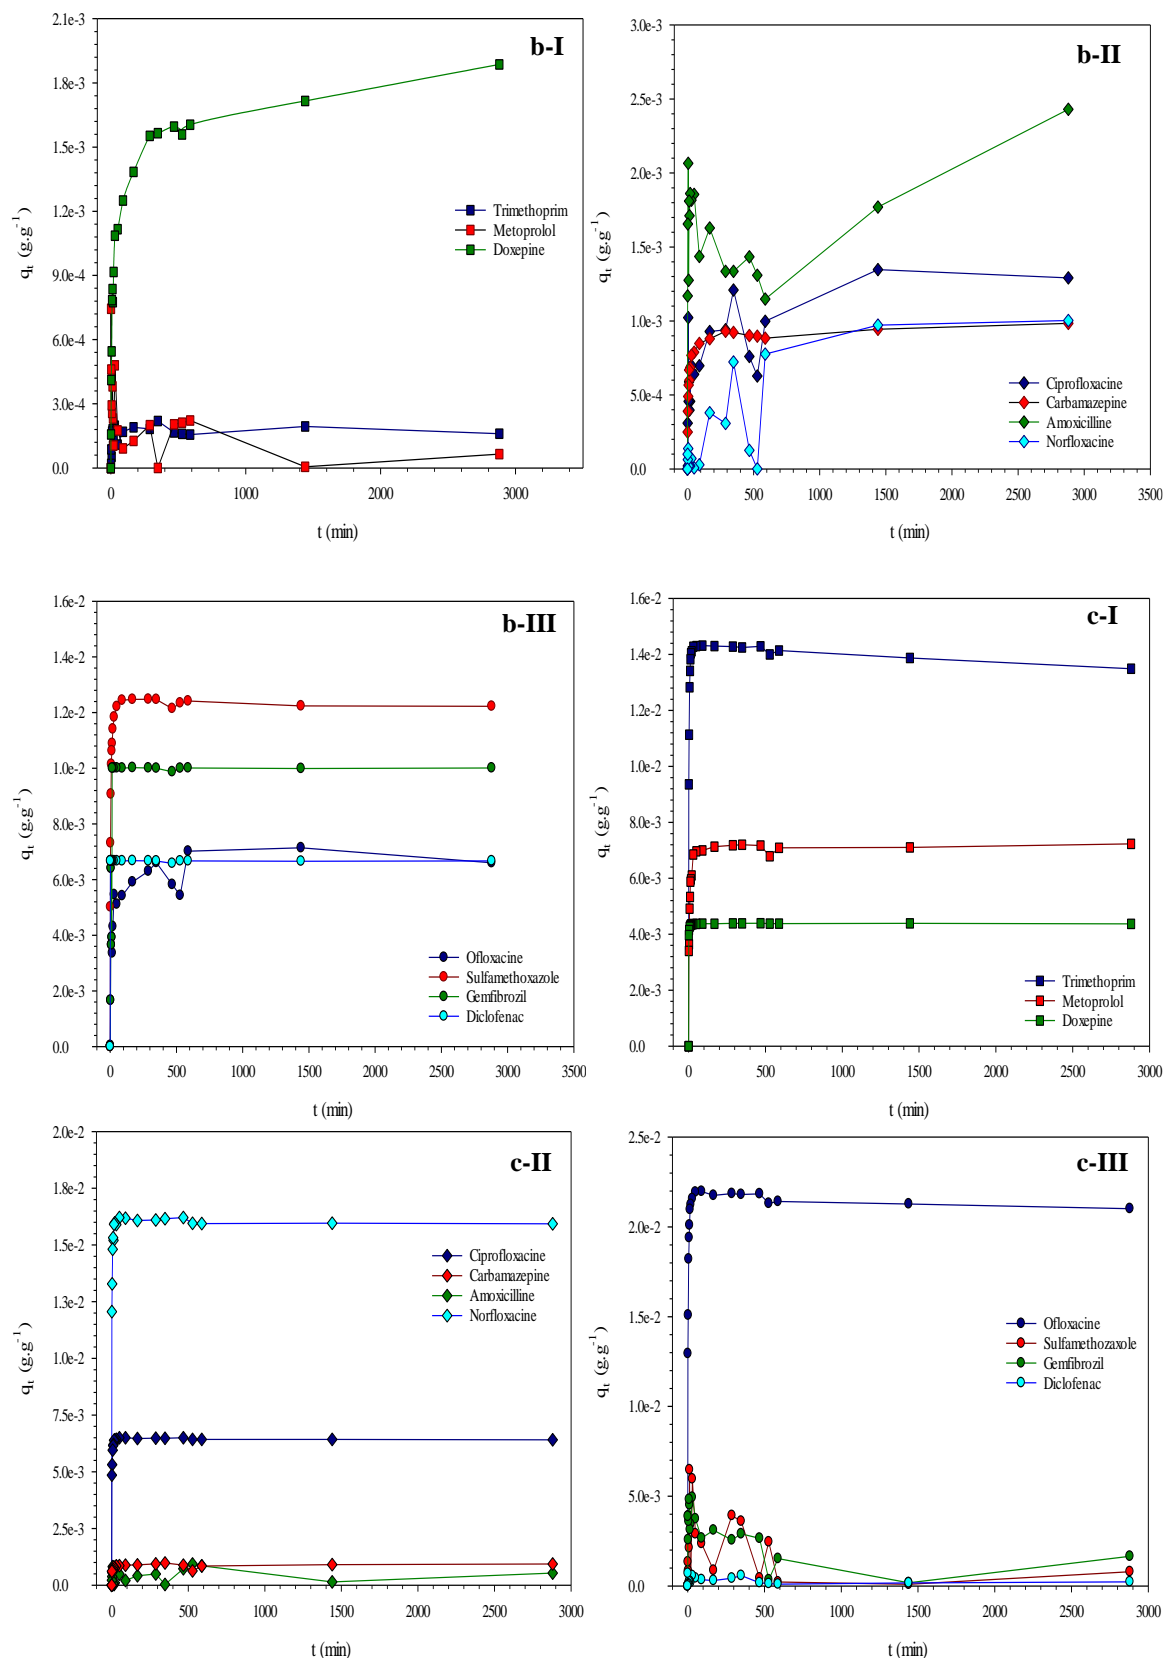 b-I
2.1e-3
1.8e-3
1.5e-3
1.2e-3
9.0e-4
6.0e-4
3.0e-4
0.0
qt (g.g-1)
Trimethoprim
Metoprolol
Doxepine
0
1000
2000
3000
t (min)
b-II
3.0e-3
2.5e-3
2.0e-3
1.5e-3
1.0e-3
5.0e-4
0.0
qt (g.g-1)
Ciprofloxacine
Carbamazepine
Amoxicilline
Norfloxacine
0
500
1000
1500
2000
2500
3000
t (min)
b-III
1.6e-2
1.4e-2
1.2e-2
1.0e-2
8.0e-3
6.0e-3
4.0e-3
2.0e-3
0.0
qt (g.g-1)
Ofloxacine
Sulfamethoxazole
Gemfibrozil
Diclofenac
0
500
1000
1500
2000
2500
3000
3500
t (min)
c-I
1.6e-2
1.4e-2
1.2e-2
1.0e-2
8.0e-3
6.0e-3
4.0e-3
2.0e-3
0.0
qt (g.g-1)
Trimethoprim
Metoprolol
Doxepine
0
500
1000
1500
2000
2500
3000
t (min)
c-II
2.0e-2
1.8e-2
1.5e-2
1.3e-2
1.0e-2
7.5e-3
5.0e-3
2.5e-3
0.0
qt (g.g-1)
Ciprofloxacine
Carbamazepine
Amoxicilline
Norfloxacine
0
500
1000
1500
2000
2500
3000
t (min)
c-III
2.5e-2
2.0e-2
1.5e-2
1.0e-2
5.0e-3
0.0
qt (g.g-1)
Ofloxacine
Sulfamethozaxole
Gemfibrozil
Diclofenac
0
500
1000
1500
2000
2500
3000
t (min)